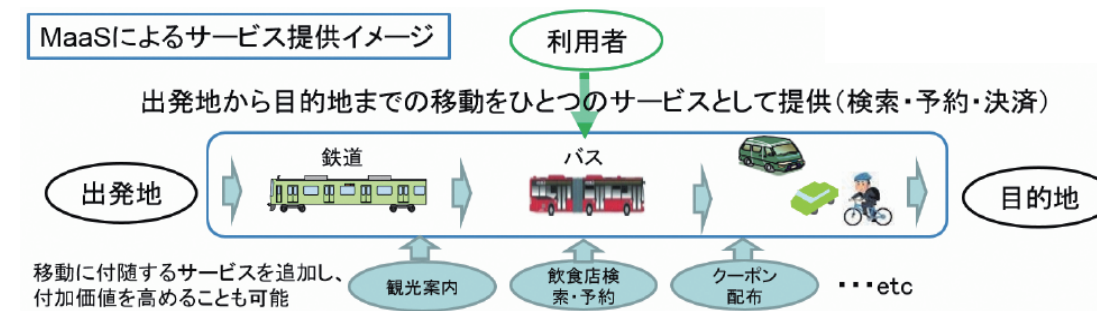 MaaSによるサービス提供イメージ
利用者
出発地から目的地までの移動をひとつのサービスとして提供(検索・予約・決済)
鉄道
バス
出発地
目的地
移動に付随するサービスを追加し、
付加価値を高めることも可能
観光案内
飲食店検
索・予約
クーポン
配布
・・・etc